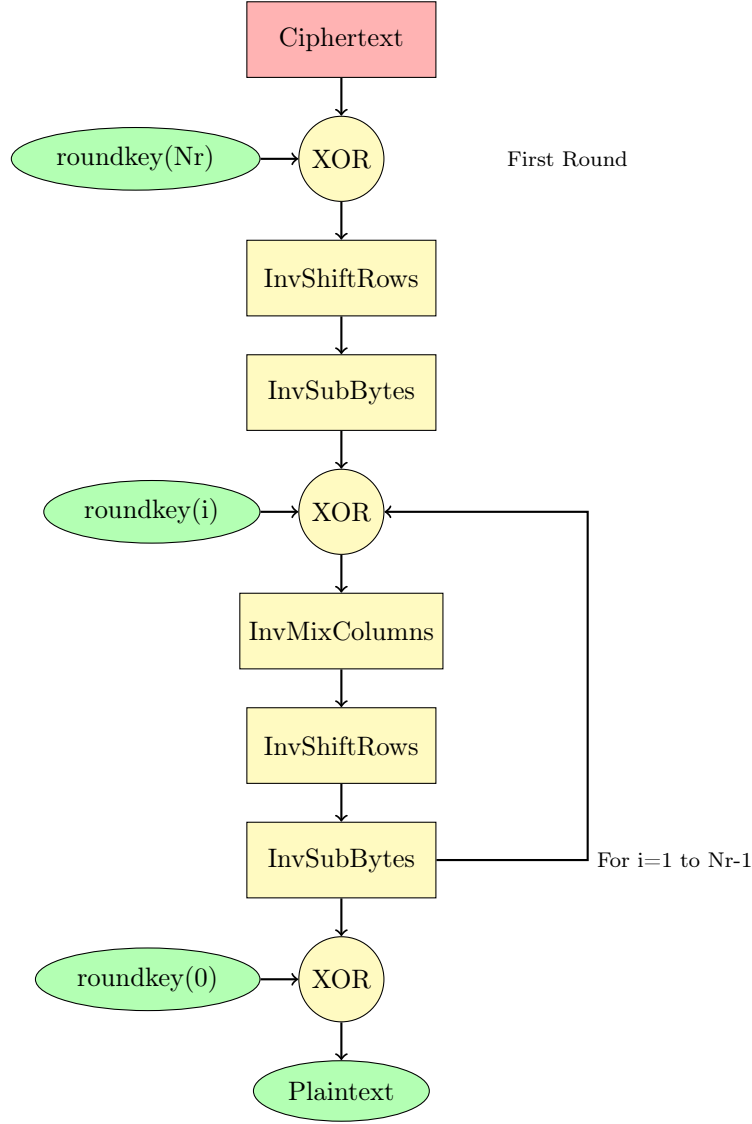 Ciphertext
roundkey(Nr)
XOR
First Round
InvShiftRows
InvSubBytes
roundkey(i)
XOR
InvMixColumns
InvShiftRows
InvSubBytes
For i=1 to Nr-1
roundkey(0)
XOR
Plaintext